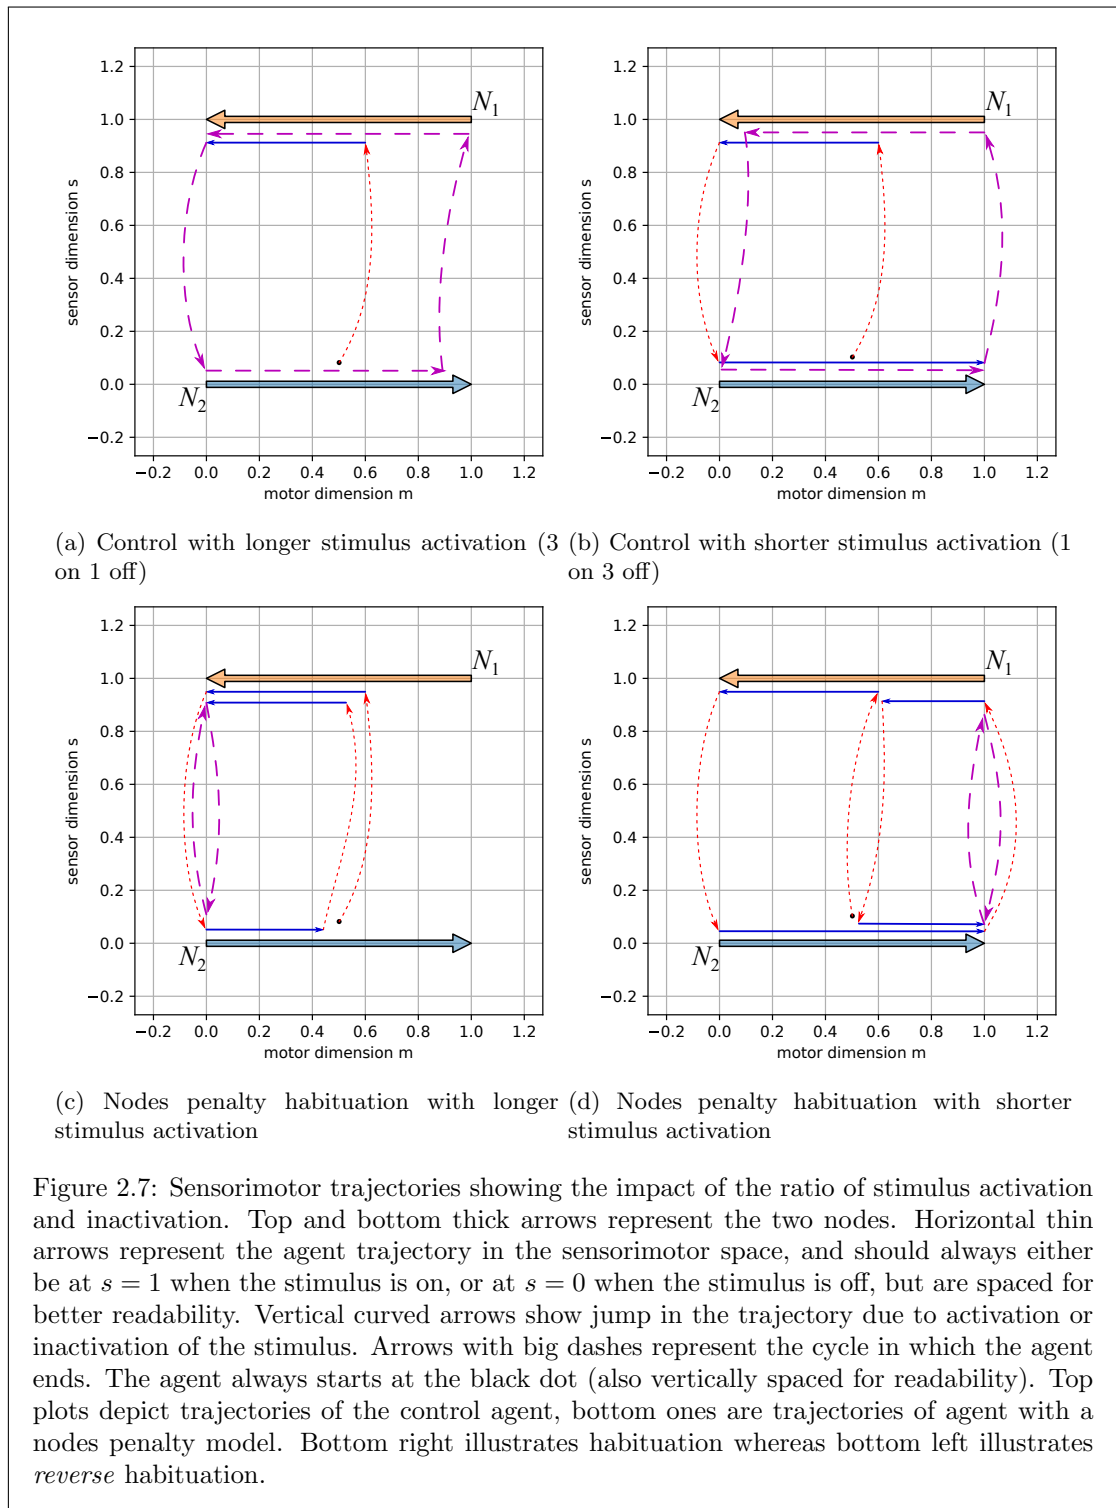 1.2
1.0
0.8
0.6
0.4
0.2
0.0
−0.2
sensor dimension s
N1
N2
−0.2 0.0 0.2 0.4 0.6 0.8 1.0 1.2
motor dimension m
1.2
1.0
0.8
0.6
0.4
0.2
0.0
−0.2
sensor dimension s
N1
N2
−0.2 0.0 0.2 0.4 0.6 0.8 1.0 1.2
motor dimension m
(a) Control with longer stimulus activation (3
on 1 off)
(b) Control with shorter stimulus activation (1
on 3 off)
1.2
1.0
0.8
0.6
0.4
0.2
0.0
−0.2
sensor dimension s
N1
N2
−0.2 0.0 0.2 0.4 0.6 0.8 1.0 1.2
motor dimension m
1.2
1.0
0.8
0.6
0.4
0.2
0.0
−0.2
sensor dimension s
N1
N2
−0.2 0.0 0.2 0.4 0.6 0.8 1.0 1.2
motor dimension m
(c) Nodes penalty habituation with longer
stimulus activation
(d) Nodes penalty habituation with shorter
stimulus activation
Figure 2.7: Sensorimotor trajectories showing the impact of the ratio of stimulus activation
and inactivation. Top and bottom thick arrows represent the two nodes. Horizontal thin
arrows represent the agent trajectory in the sensorimotor space, and should always either
be at s = 1 when the stimulus is on, or at s = 0 when the stimulus is off, but are spaced for
better readability. Vertical curved arrows show jump in the trajectory due to activation or
inactivation of the stimulus. Arrows with big dashes represent the cycle in which the agent
ends. The agent always starts at the black dot (also vertically spaced for readability). Top
plots depict trajectories of the control agent, bottom ones are trajectories of agent with a
nodes penalty model. Bottom right illustrates habituation whereas bottom left illustrates
reverse habituation.